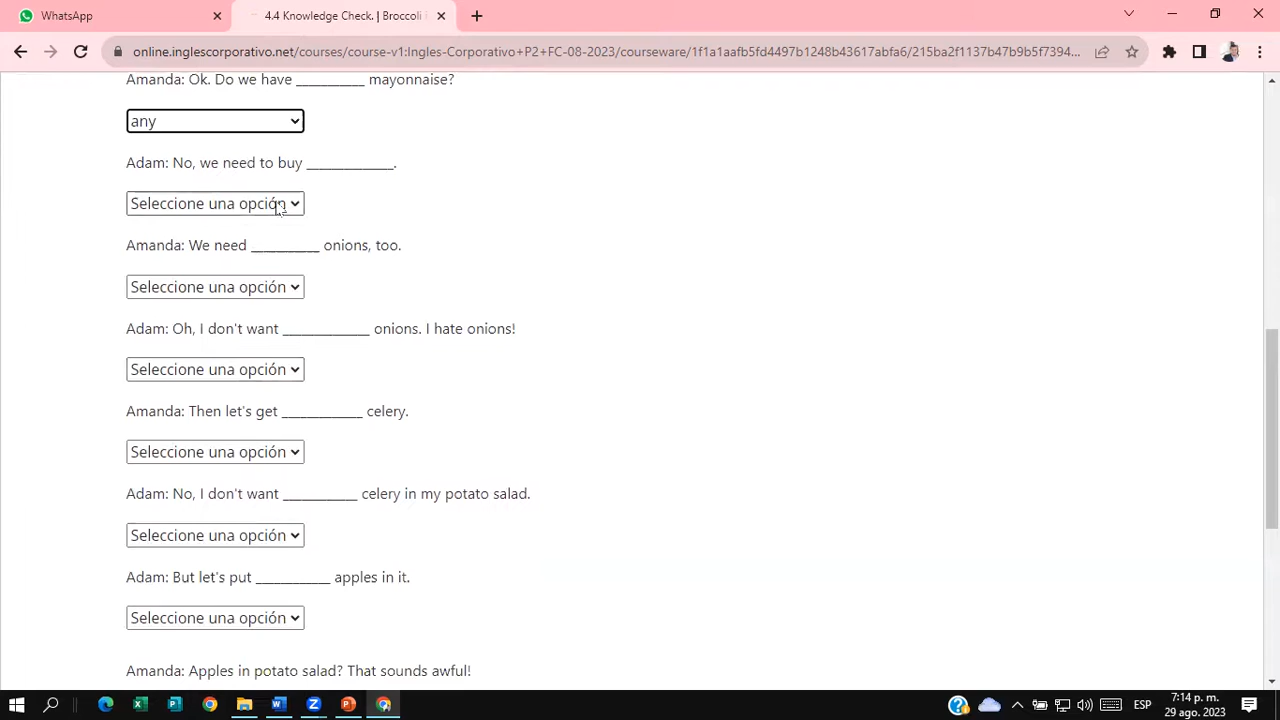 WhatsApp
4.4 Knowledge Check. | Broccoli
online.inglescorporativo.net/courses/course-v1:Ingles-Corporativo+P2+FC-08-2023/courseware/1f1a1aafb5fd4497b1248b43617abfa6/215ba2f1137b47b9b5f7394...
Amanda: Ok. Do we have ___________ mayonnaise?
any
Adam: No, we need to buy ______________.
Seleccione una opción
Amanda: We need ___________ onions, too.
Seleccione una opción
Adam: Oh, I don't want ______________ onions. I hate onions!
Seleccione una opción
Amanda: Then let's get _____________ celery.
Seleccione una opción
Adam: No, I don't want ____________ celery in my potato salad.
Seleccione una opción
Adam: But let's put ____________ apples in it.
Seleccione una opción
Amanda: Apples in potato salad? That sounds awful!
ESP
7:14 p. m.
29 ago. 2023